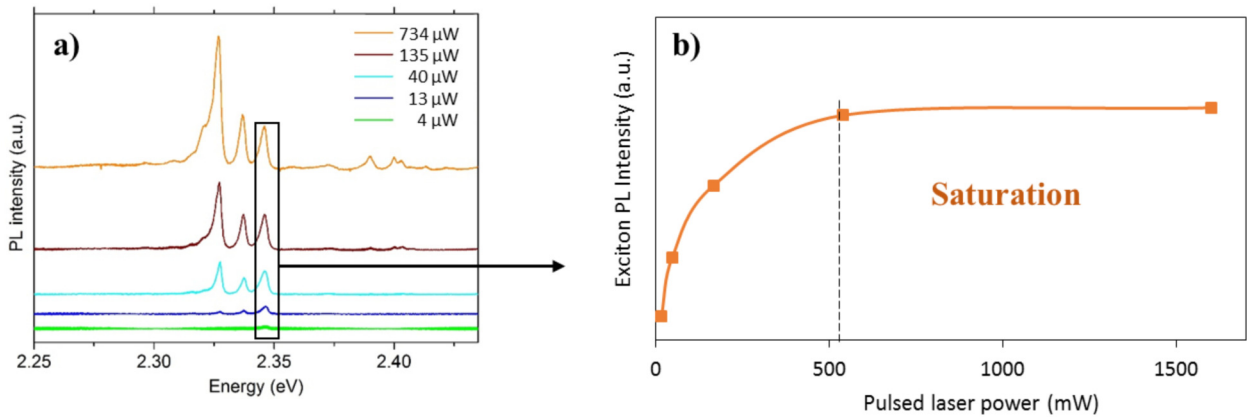 a)
734 µW
135 µW
40 µW
13 µW
4 µW
PL intensity (a.u.)
2.25 2.30 2.35 2.40
Energy (eV)
b)
Exciton PL Intensity (a.u.)
Saturation
0 500 1000 1500
Pulsed laser power (mW)